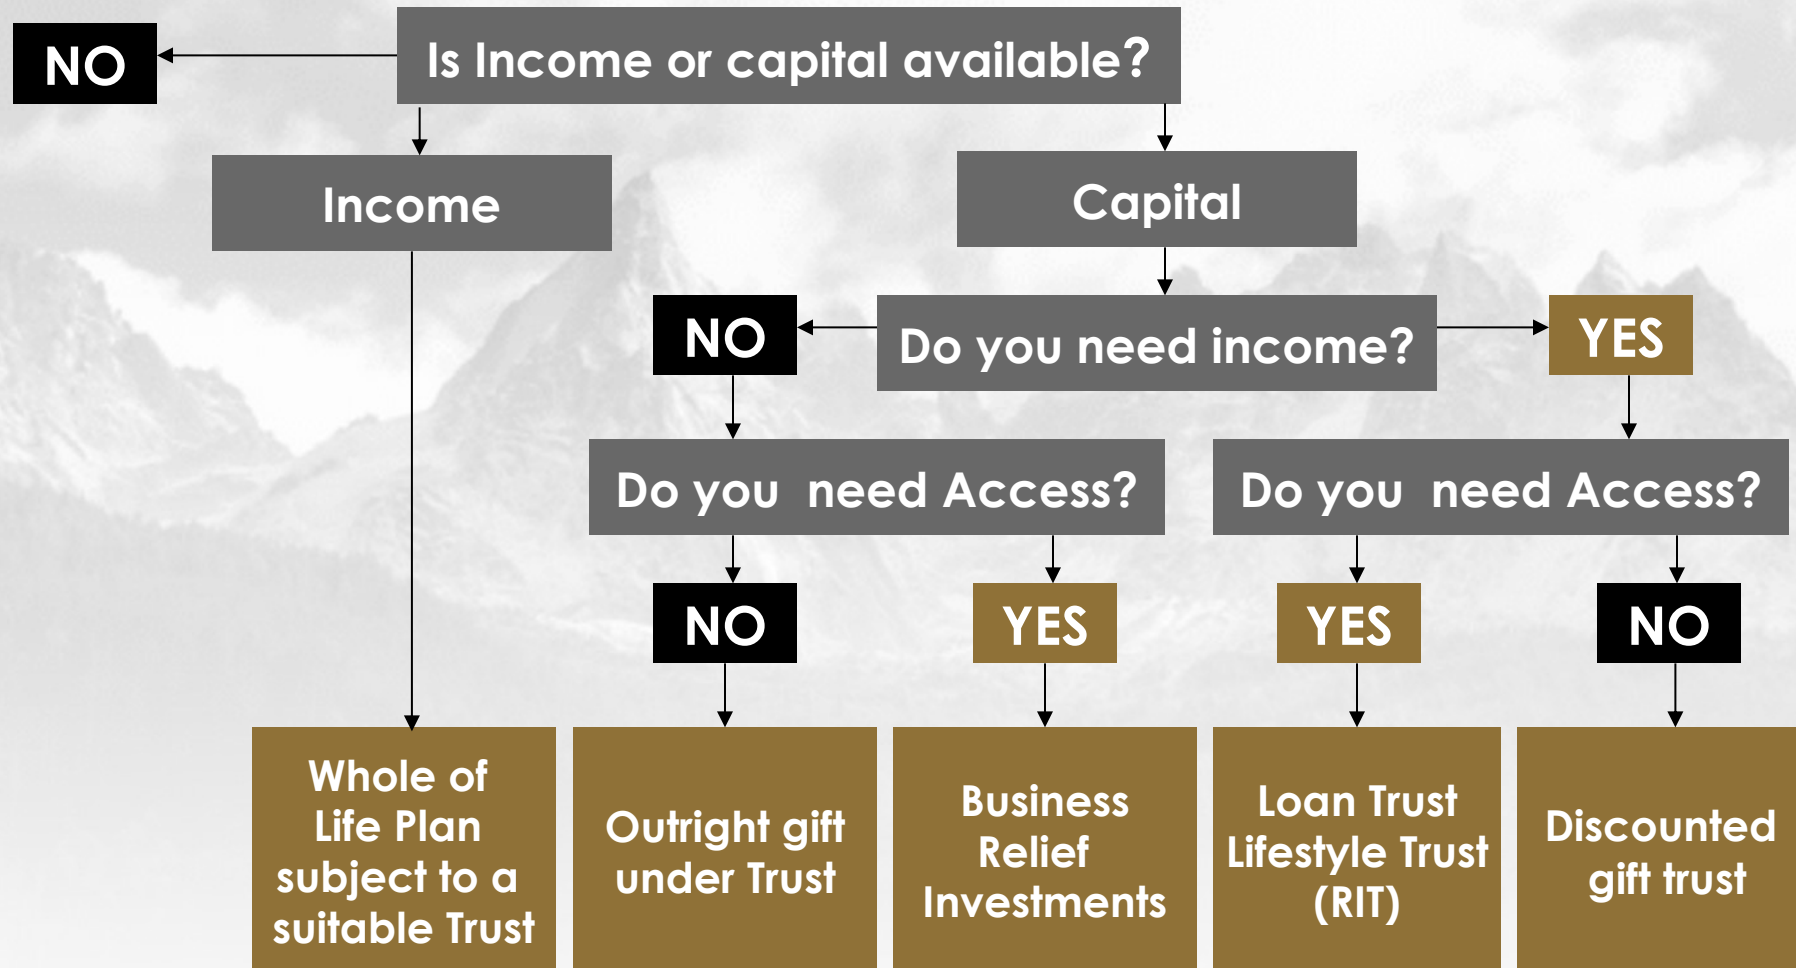 NO
Is Income or capital available?
Income
Capital
NO
Do you need income?
YES
Do you  need Access?
Do you  need Access?
NO
YES
YES
NO
Whole of
Life Plan
subject to a
suitable Trust
Outright gift
under Trust
Business
Relief
Investments
Loan Trust
Lifestyle Trust
(RIT)
Discounted
gift trust